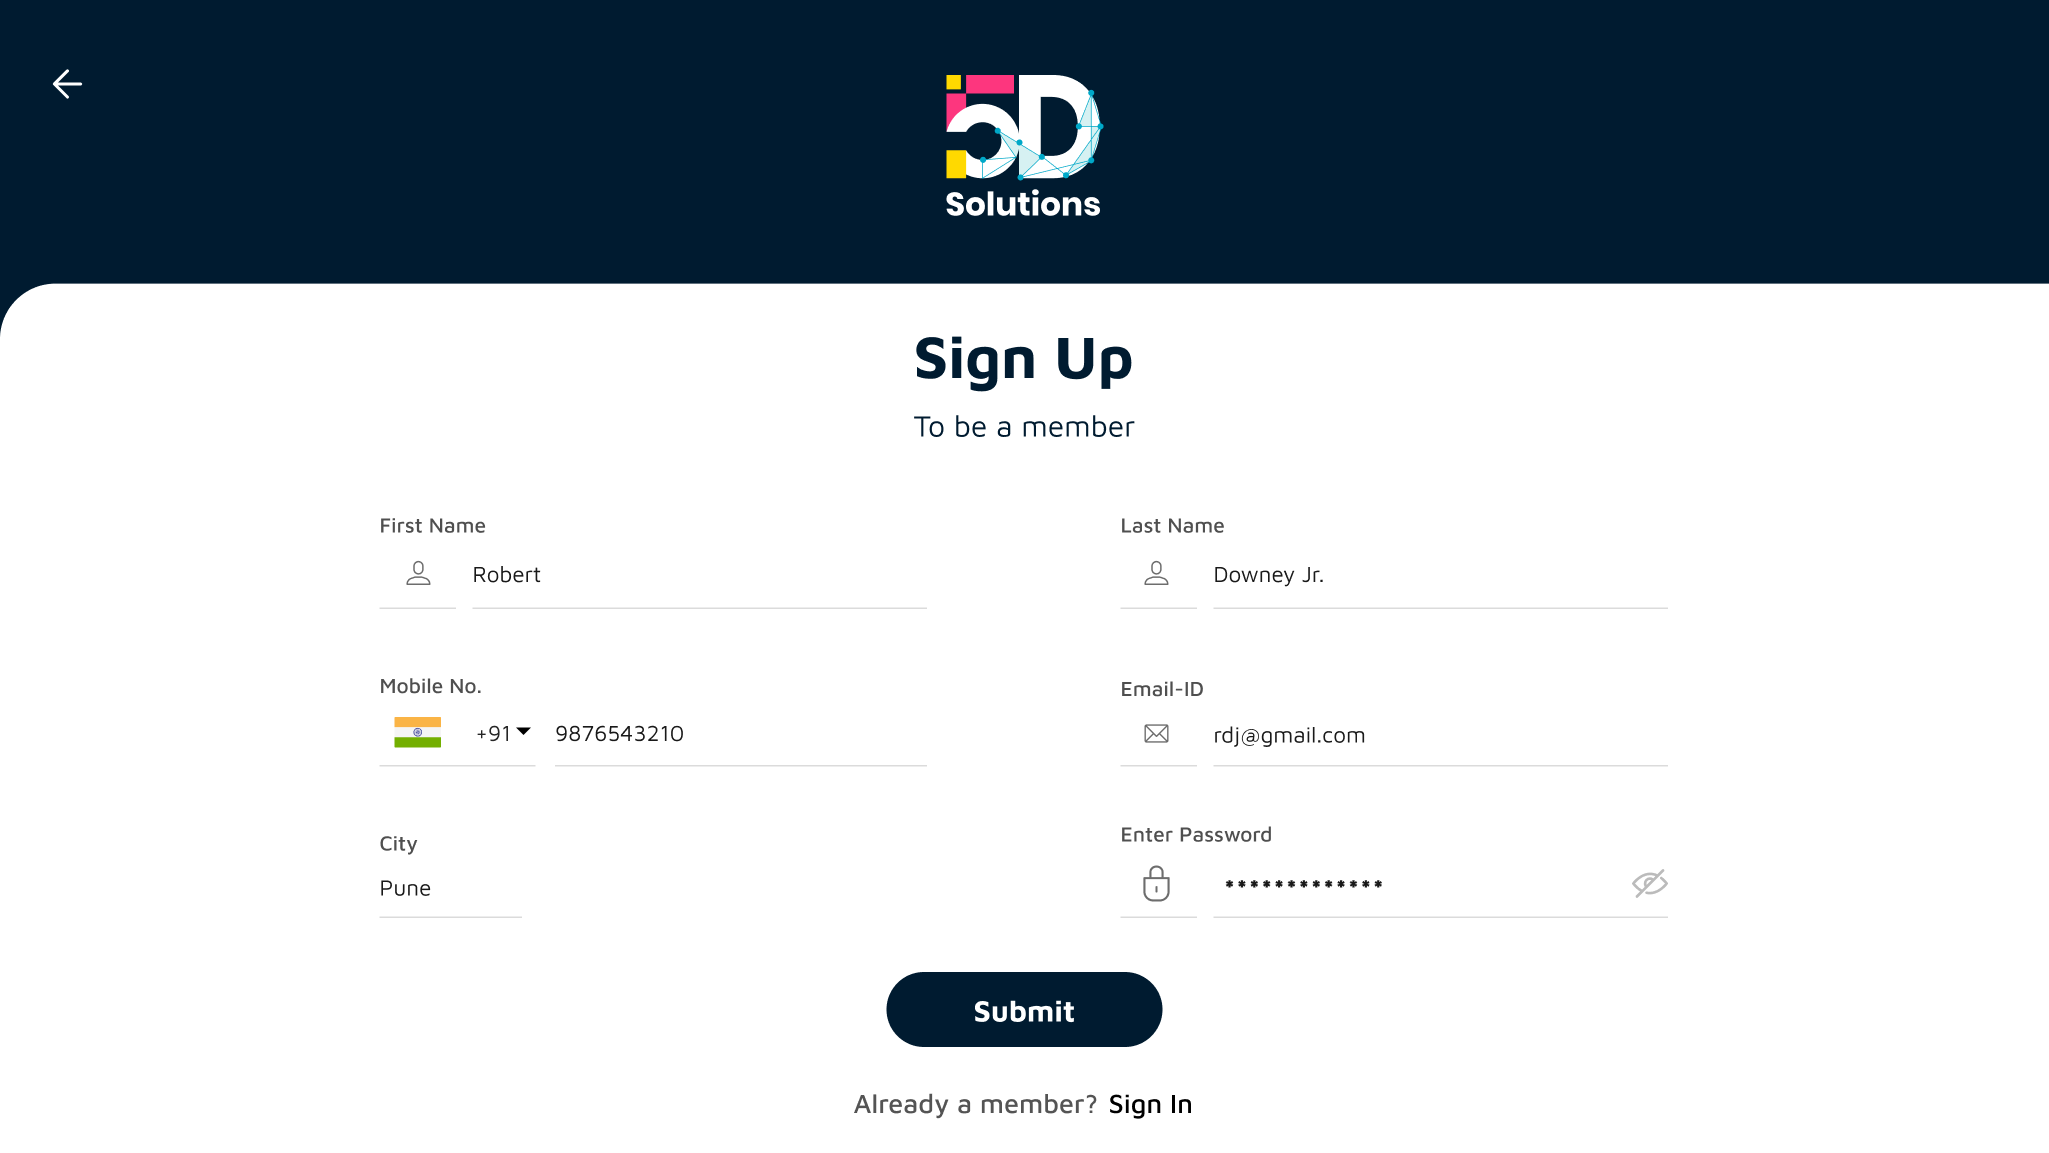 5D
Solutions
Sign Up
To be a member
First Name
Robert
Last Name
Downey Jr.
Mobile No.
+91 9876543210
Email-ID
rdj@gmail.com
City
Pune
Enter Password
*************
Submit
Already a member? Sign In